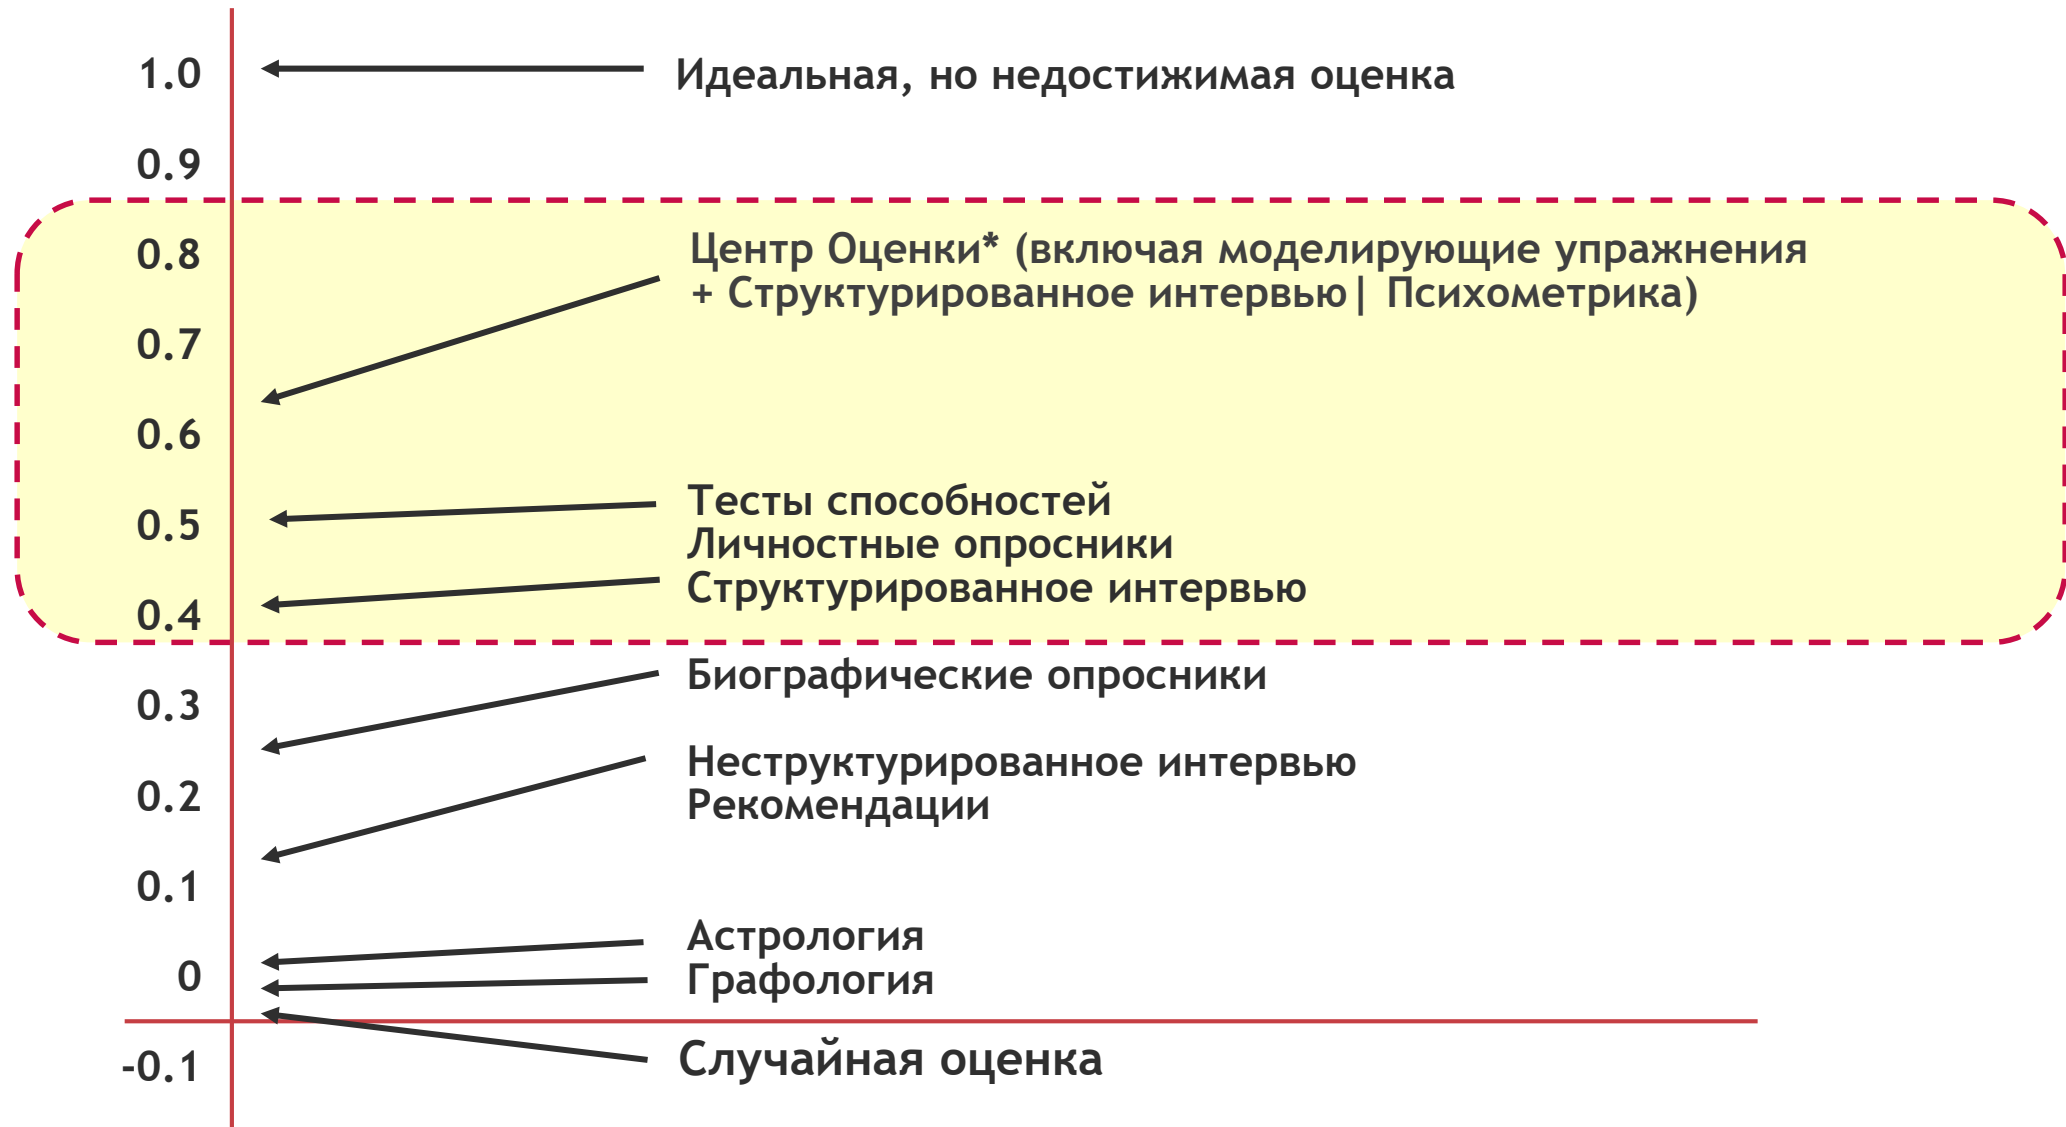 1.0
Идеальная, но недостижимая оценка
0.9
0.8
Центр Оценки* (включая моделирующие упражнения
+ Структурированное интервью| Психометрика)
0.7
0.6
0.5
Тесты способностей
Личностные опросники
Структурированное интервью
0.4
Биографические опросники
0.3
Неструктурированное интервью
Рекомендации
0.2
0.1
Астрология
Графология
0
Случайная оценка
-0.1